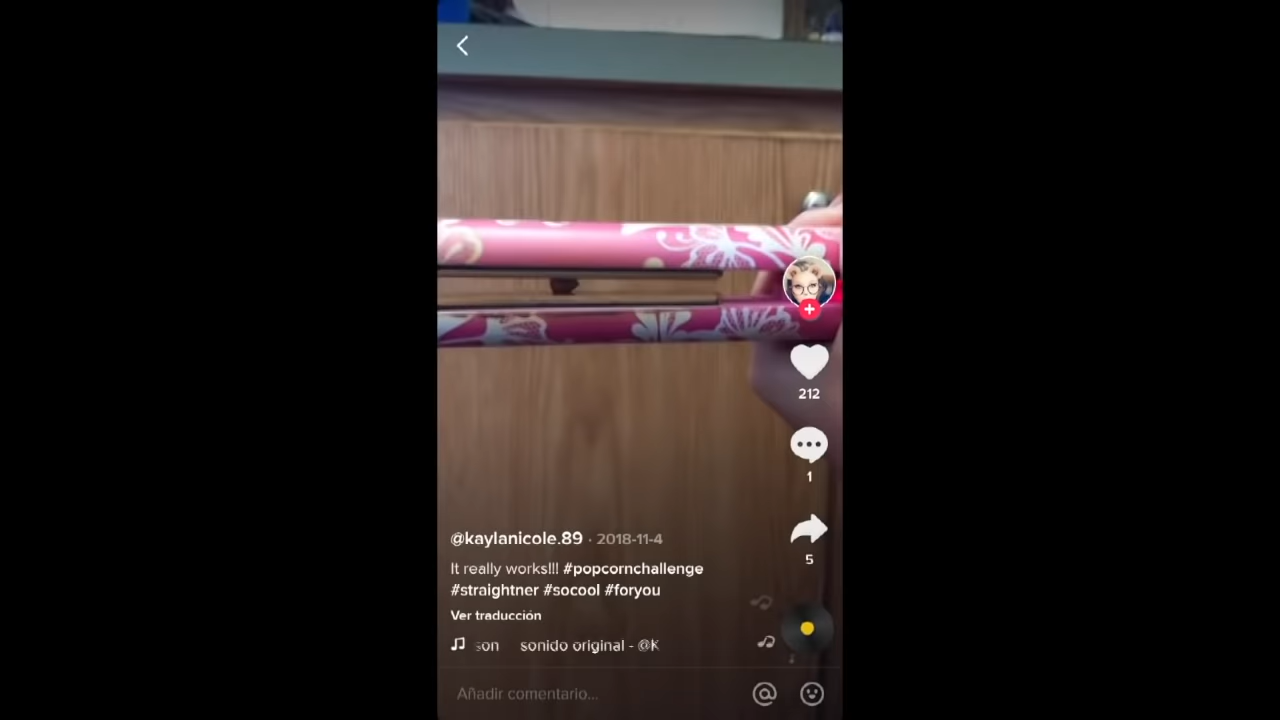 212
1
5
@kaylanicole.89 · 2018-11-4
It really works!!! #popcornchallenge
#straightner #socool #foryou
Ver traducción
son sonido original - @K
Añadir comentario...